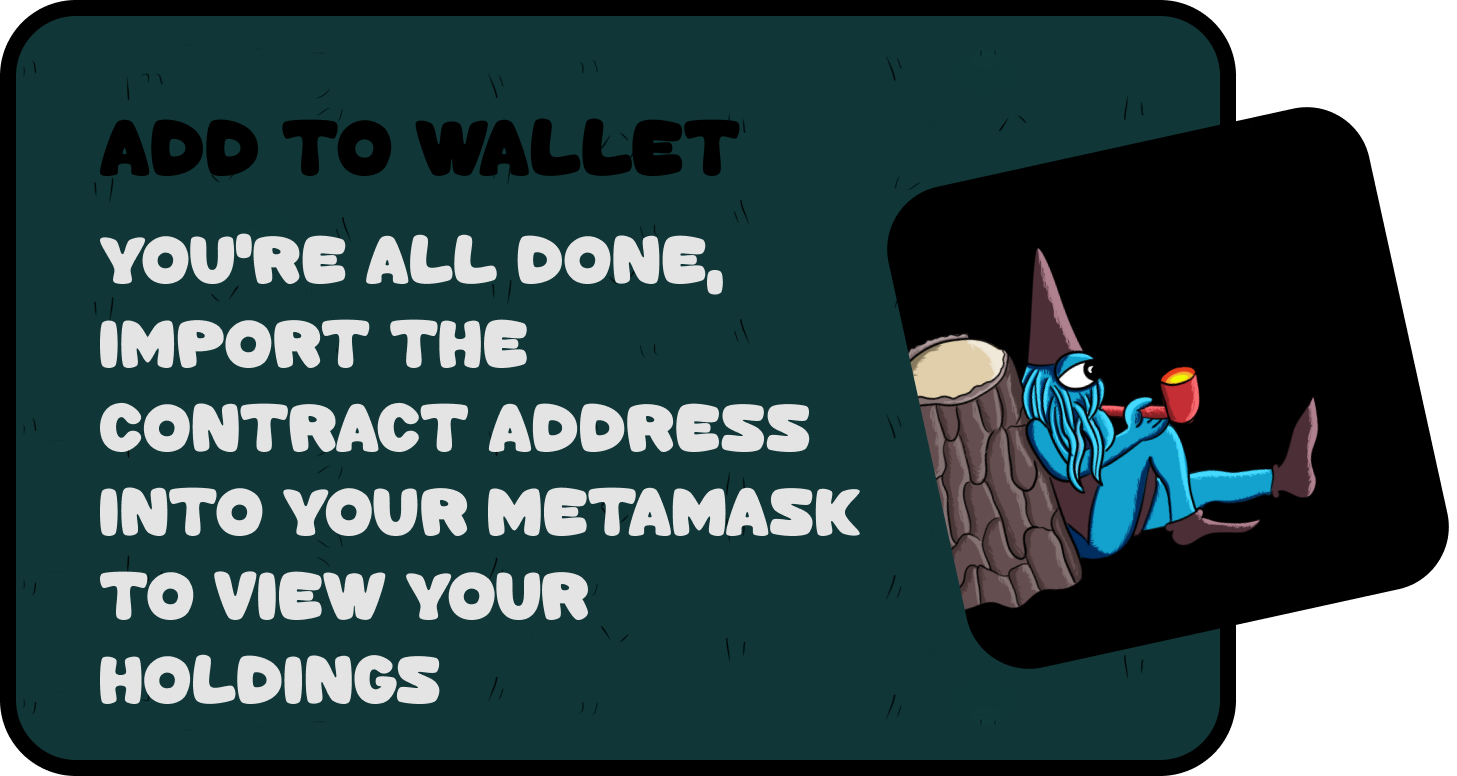 ADD TO WALLET
YOU'RE ALL DONE,
IMPORT THE
CONTRACT ADDRESS
INTO YOUR METAMASK
TO VIEW YOUR
HOLDINGS